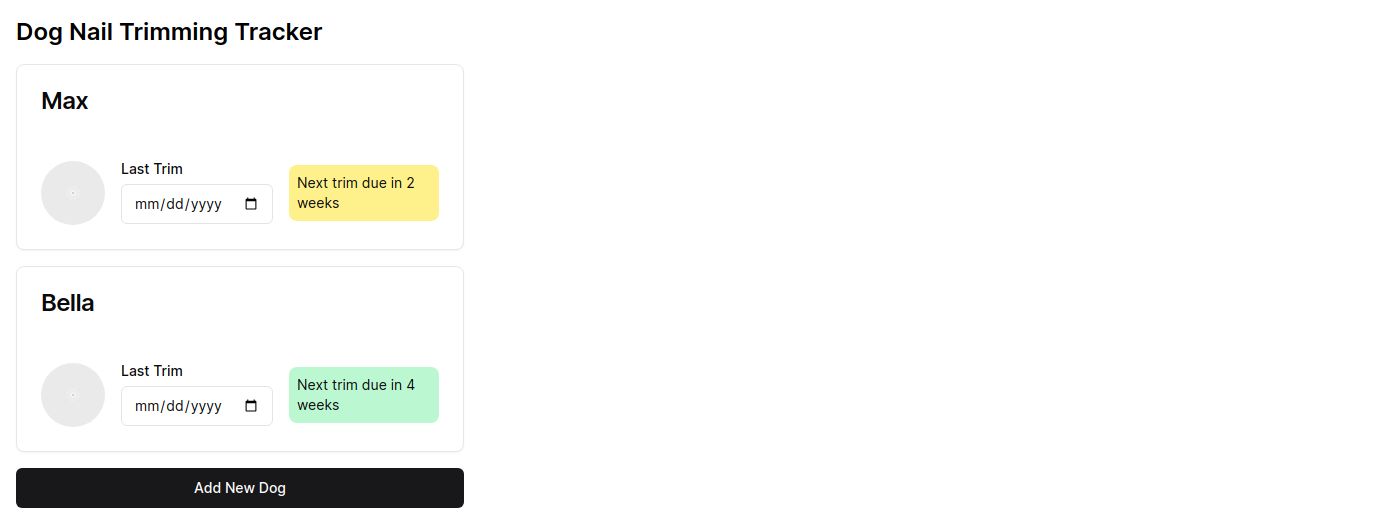 Dog Nail Trimming Tracker
Max
Last Trim
mm/dd/yyyy
Next trim due in 2
weeks
Bella
Last Trim
mm/dd/yyyy
Next trim due in 4
weeks
Add New Dog